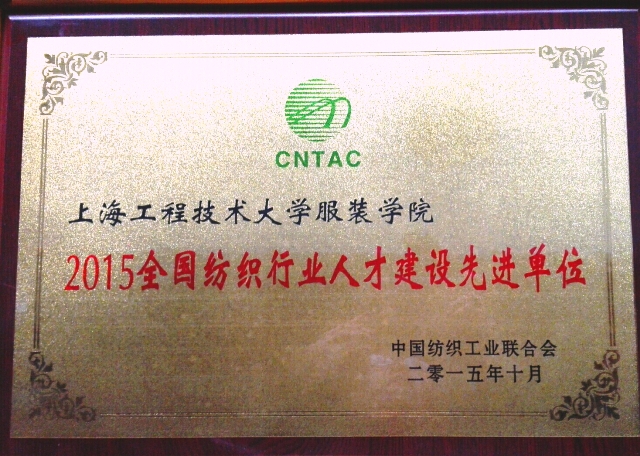 CNTAC
上海工程技术大学服装学院
2015全国纺织行业人才建设先进单位
中国纺织工业联合会
二零一五年十月